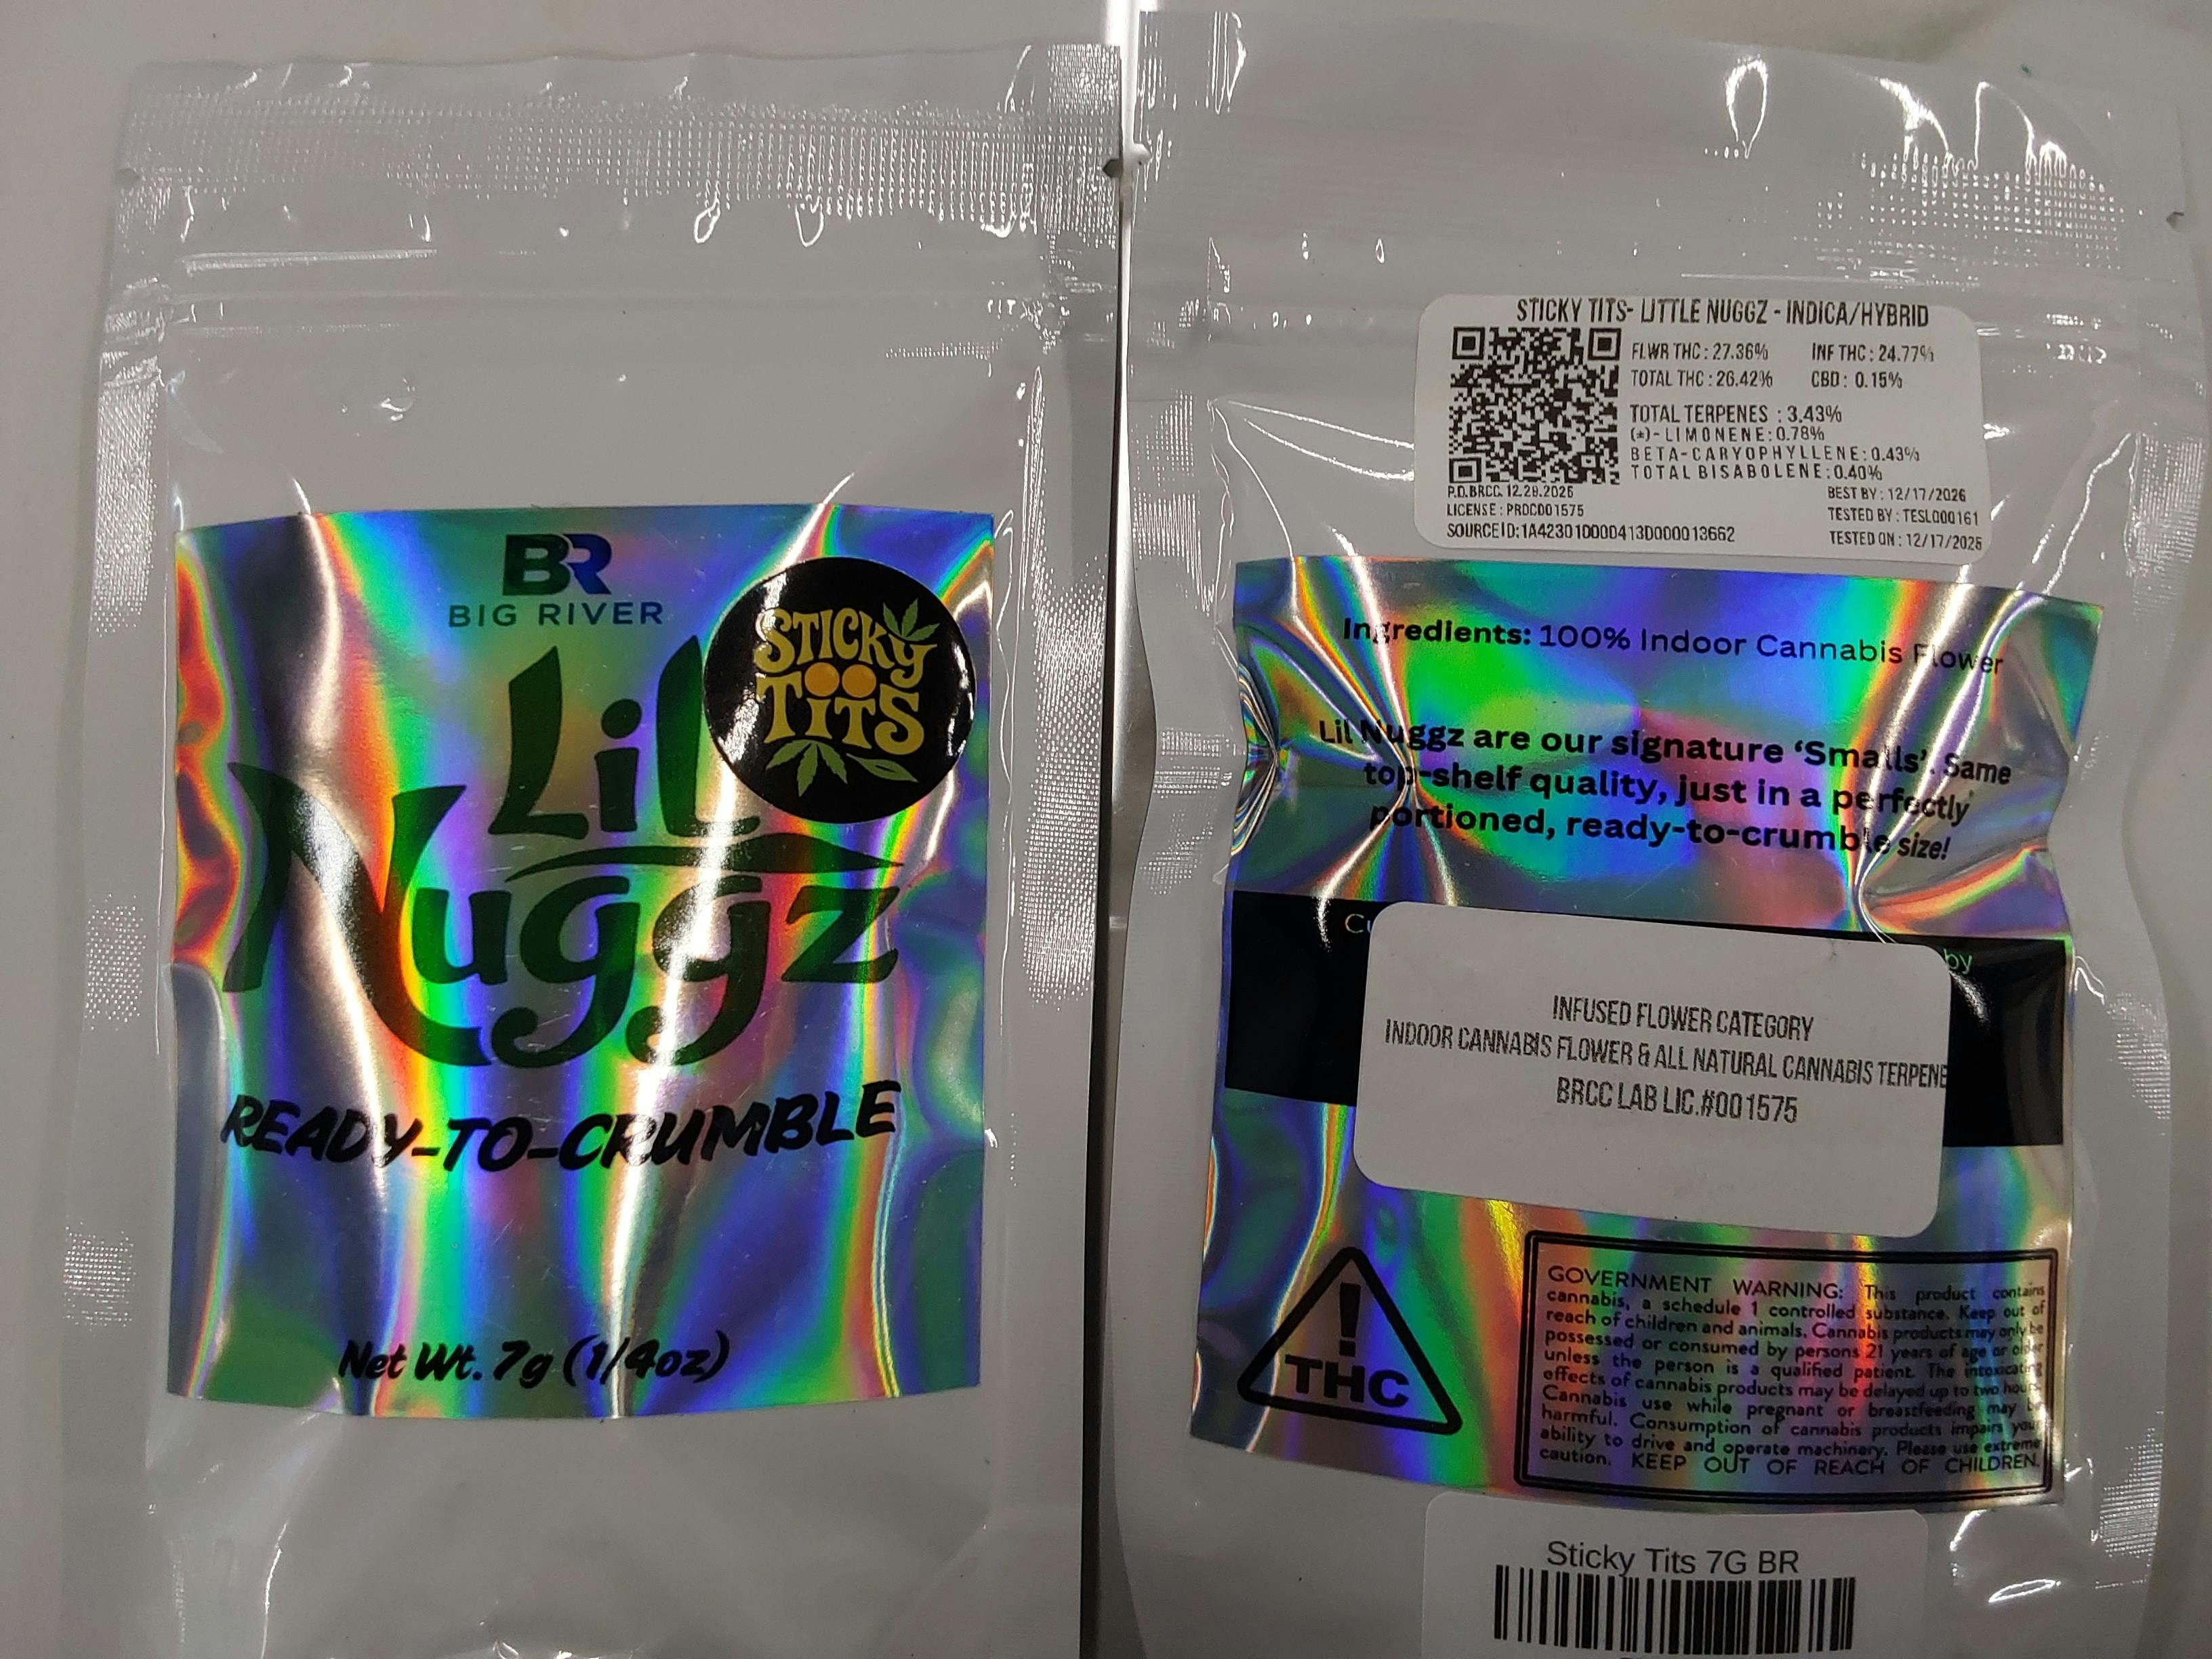 BR
BIG RIVER
STICKY
TiTS
Lil
Nuggz
READY-TO-CRUMBLE
Net Wt. 7g (1/4oz)
STICKY TITS- LITTLE NUGGZ - INDICA/HYBRID
FLWR THC : 27.36% INF THC : 24.77%
TOTAL THC : 26.42% CBD : 0.15%
TOTAL TERPENES : 3.43%
(+)- LIMONENE: 0.78%
BETA-CARYOPHYLLENE: 0.43%
TOTAL BISABOLENE: 0.40%
P.D.BRCC. 12.28.2025 BEST BY : 12/17/2026
LICENSE : PROC001575 TESTED BY : TESL000161
SOURCEID: 1A42301D000413D000013662 TESTED ON : 12/17/2025
Ingredients: 100% Indoor Cannabis Flower
Lil Nuggz are our signature ‘Smalls’. Same
top-shelf quality, just in a perfectly
portioned, ready-to-crumble size!
by
INFUSED FLOWER CATEGORY
INDOOR CANNABIS FLOWER & ALL NATURAL CANNABIS TERPENE
BRCC LAB LIC.#001575
!
THC
GOVERNMENT WARNING: This product contains
cannabis, a schedule 1 controlled substance. Keep out of
reach of children and animals. Cannabis products may only be
possessed or consumed by persons 21 years of age or older
unless the person is a qualified patient. The intoxicating
effects of cannabis products may be delayed up to two hours.
Cannabis use while pregnant or breastfeeding may be
harmful. Consumption of cannabis products impairs your
ability to drive and operate machinery. Please use extreme
caution. KEEP OUT OF REACH OF CHILDREN.
Sticky Tits 7G BR